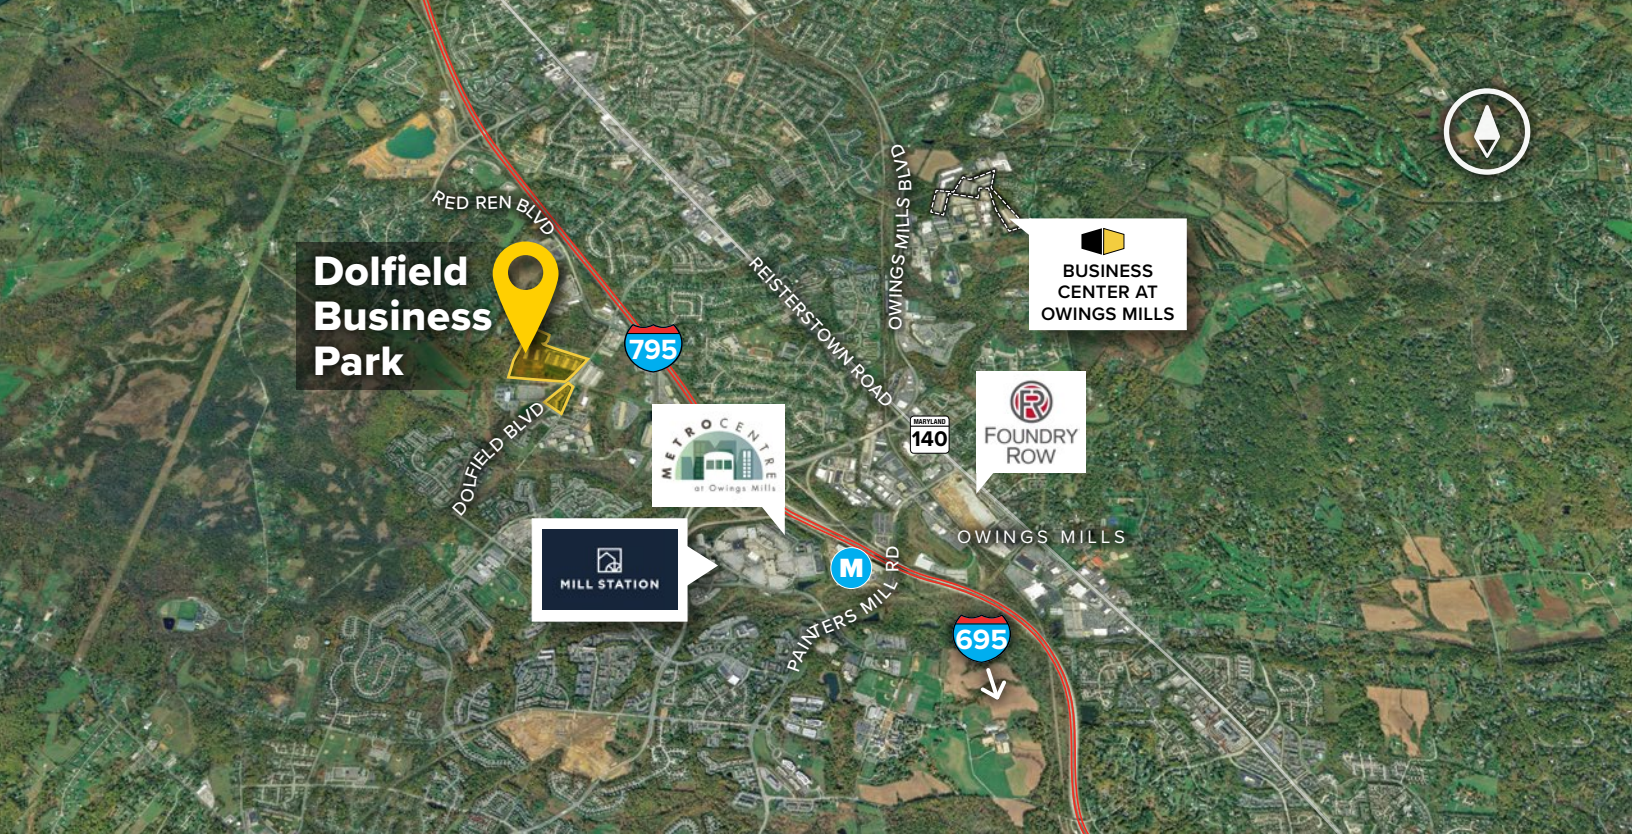 RED REN BLVD
OWINGS MILLS BLVD
Dolfield
Business
Park
BUSINESS
CENTER AT
OWINGS MILLS
REISTERSTOWN ROAD
795
DOLFIELD BLVD
METROCENTRE
at Owings Mills
MARYLAND
140
FR
FOUNDRY
ROW
OWINGS MILLS
MILL STATION
M
PAINTERS MILL RD
695